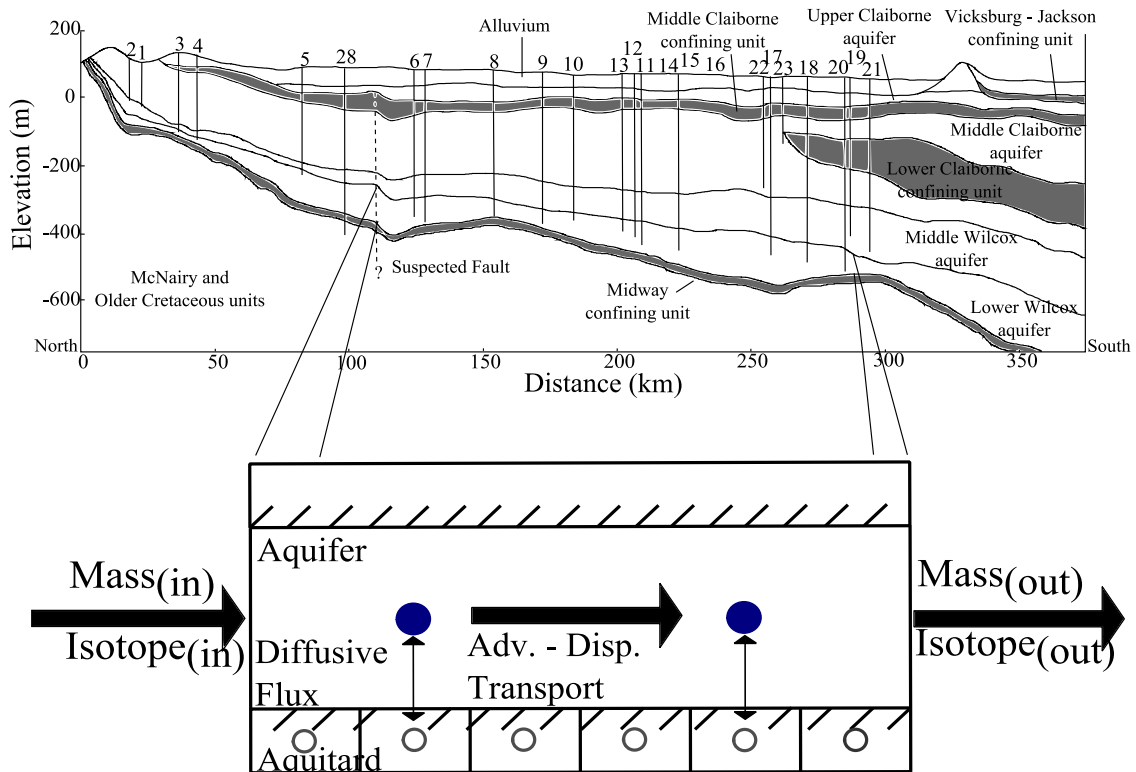 200
0
-200
-400
-600
Elevation (m)
Alluvium
Middle Claiborne
confining unit
Upper Claiborne
aquifer
Vicksburg - Jackson
confining unit
2 1 3 4 5 28 6 7 8 9 10 13 12 11 14 15 16 22 17 23 18 20 19 21
Middle Claiborne
aquifer
Lower Claiborne
confining unit
Middle Wilcox
aquifer
Lower Wilcox
aquifer
McNairy and
Older Cretaceous units
?
Suspected Fault
Midway
confining unit
North
South
0 50 100 150 200 250 300 350
Distance (km)
Mass(in)
Isotope(in)
Aquifer
Diffusive
Flux
Adv. - Disp.
Transport
Aquitard
Mass(out)
Isotope(out)